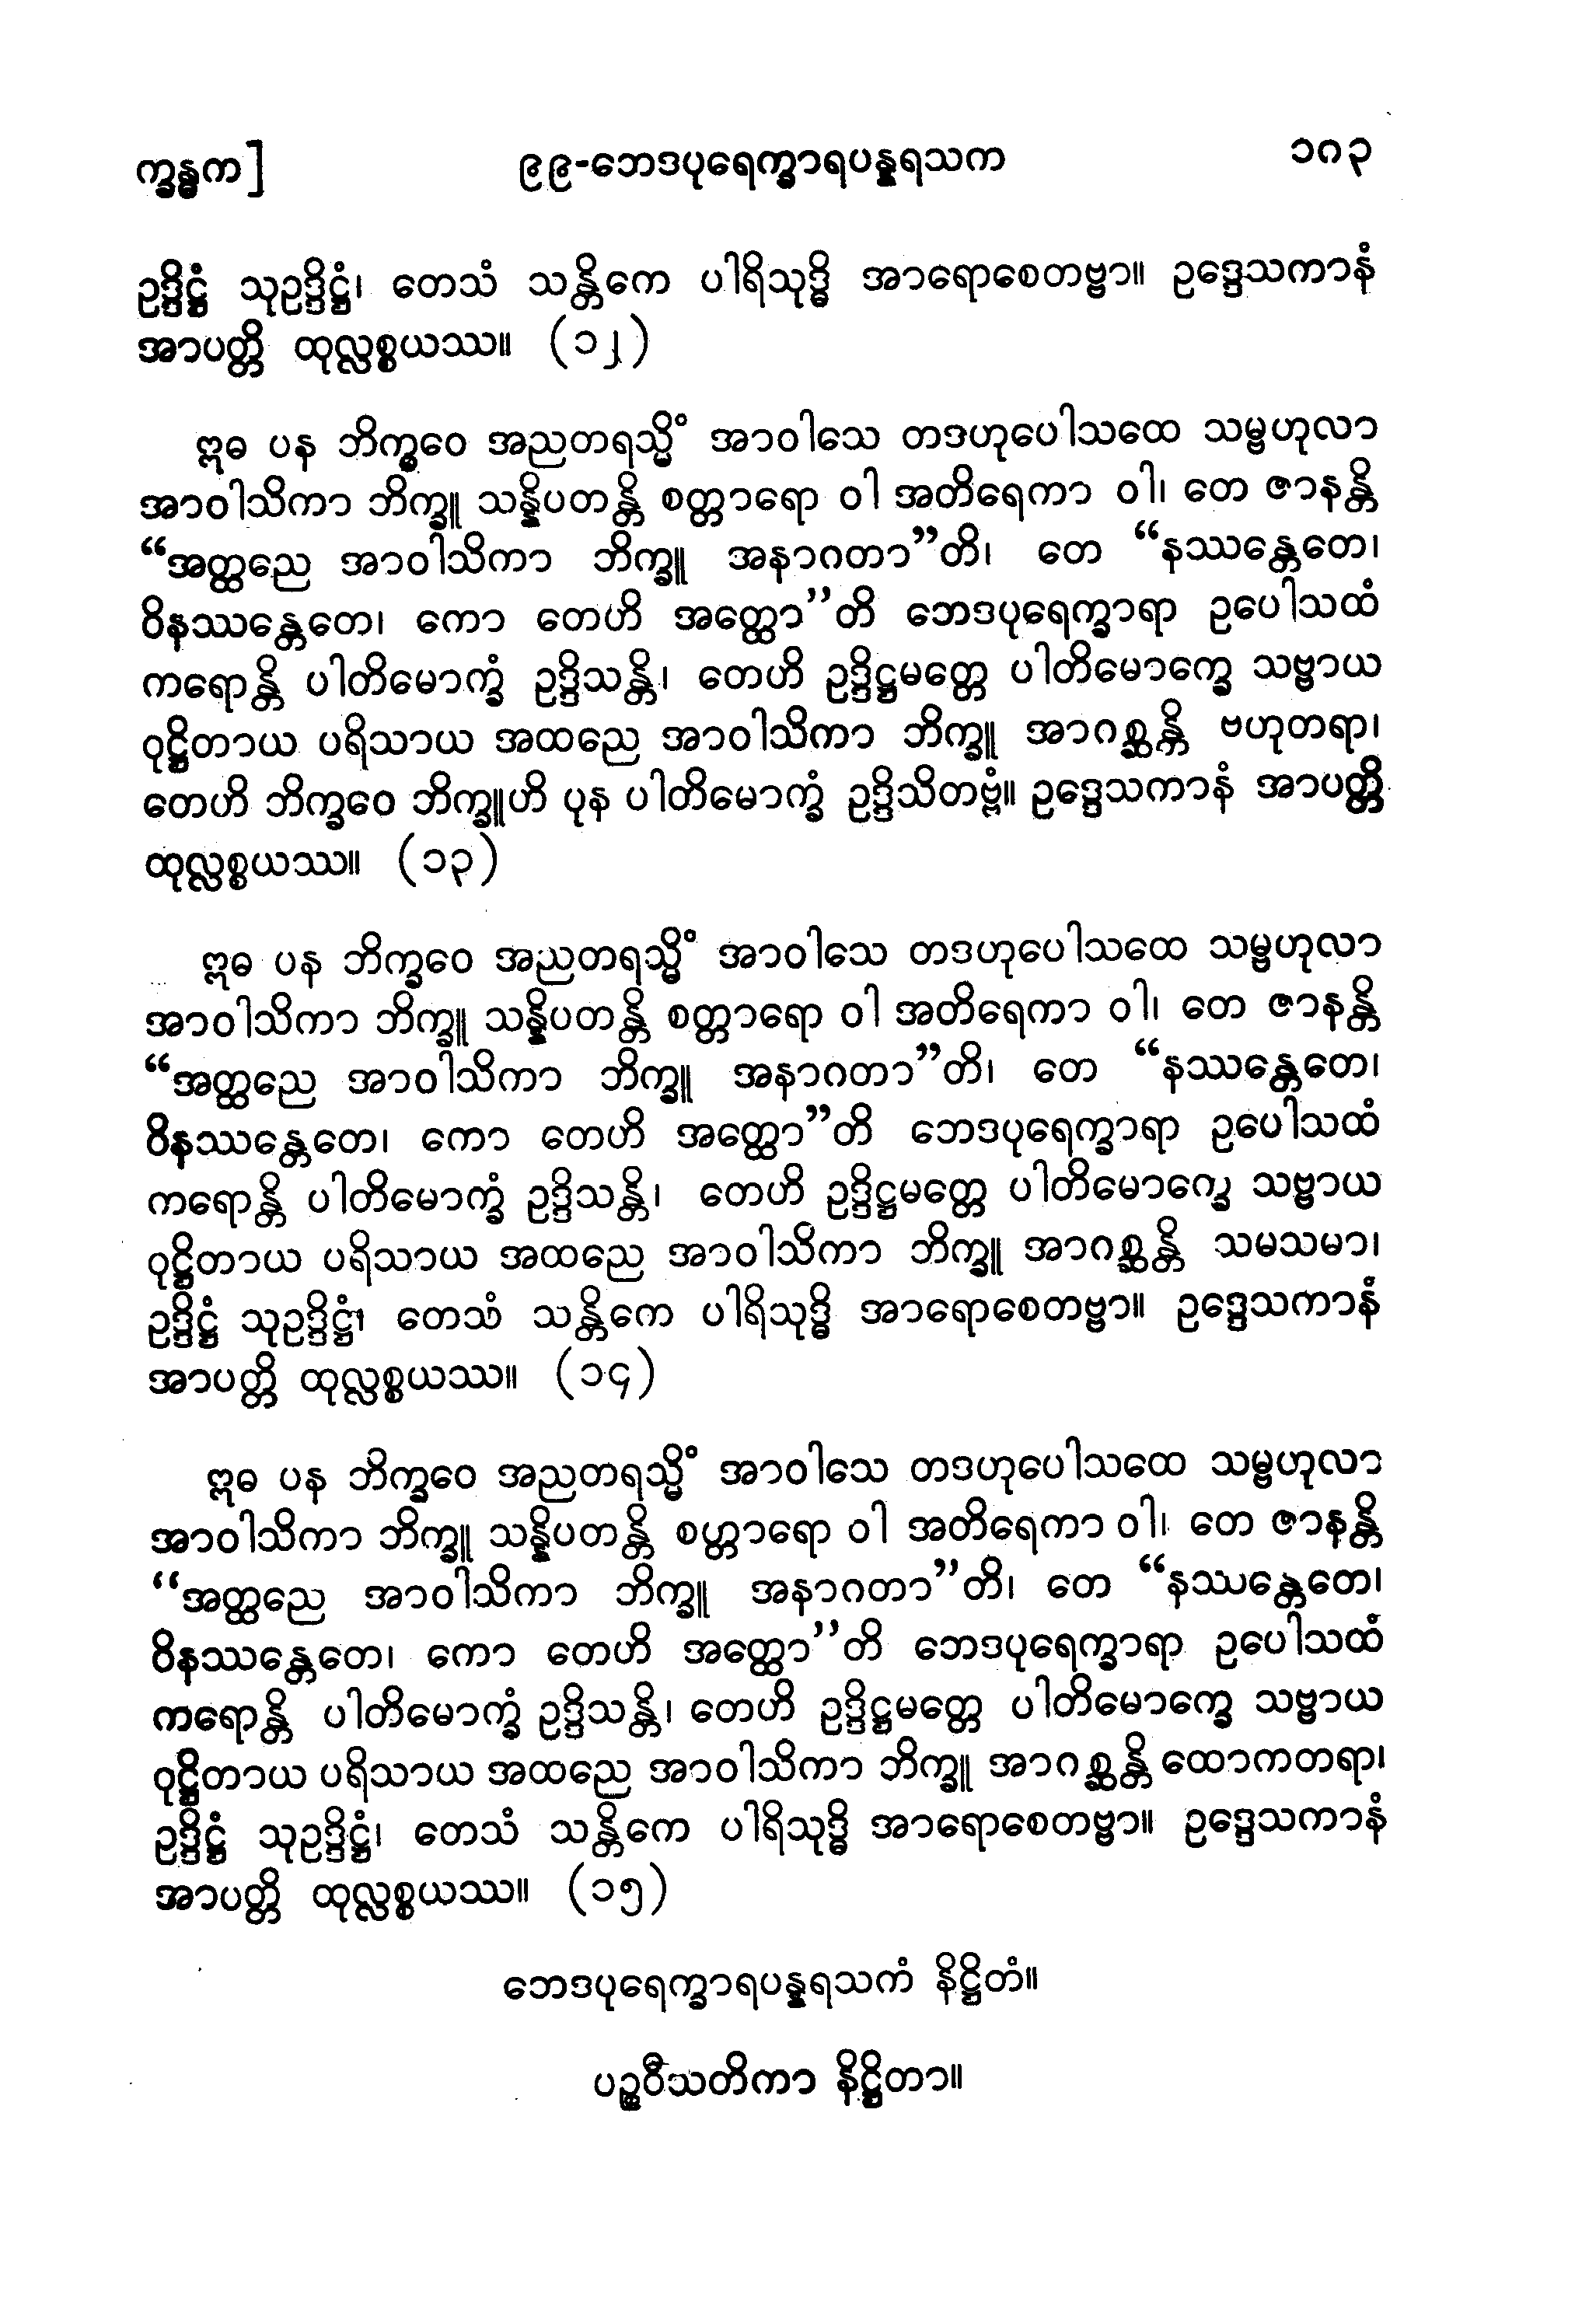 က္ခန္ဓက]
၉၉-ဘေဒပုရေက္ခာရပန္နရသက
၁၈၃
ဥဒ္ဒိဋ္ဌံ သုဥဒ္ဒိဋ္ဌံ၊ တေသံ သန္တိကေ ပါရိသုဒ္ဓိ အာရောစေတဗ္ဗာ။ ဥဒ္ဒေသကာနံ
အာပတ္တိ ထုလ္လစ္စယဿ။ (၁၂)
ဣဓ ပန ဘိက္ခဝေ အညတရသ္မိံ အာဝါသေ တဒဟုပေါသထေ သမ္ဗဟုလာ
အာဝါသိကာ ဘိက္ခူ သန္နိပတန္တိ စတ္တာရော ဝါ အတိရေကာ ဝါ၊ တေ ဇာနန္တိ
“အတ္ထညေ အာဝါသိကာ ဘိက္ခူ အနာဂတာ”တိ၊ တေ “နဿန္တေတေ၊
ဝိနဿန္တေတေ၊ ကော တေဟိ အတ္ထော”တိ ဘေဒပုရေက္ခာရာ ဥပေါသထံ
ကရောန္တိ ပါတိမောက္ခံ ဥဒ္ဒိသန္တိ၊ တေဟိ ဥဒ္ဒိဋ္ဌမတ္တေ ပါတိမောက္ခေ သဗ္ဗာယ
ဝုဋ္ဌိတာယ ပရိသာယ အထညေ အာဝါသိကာ ဘိက္ခူ အာဂစ္ဆန္တိ ဗဟုတရာ၊
တေဟိ ဘိက္ခဝေ ဘိက္ခူဟိ ပုန ပါတိမောက္ခံ ဥဒ္ဒိသိတဗ္ဗံ။ ဥဒ္ဒေသကာနံ အာပတ္တိ
ထုလ္လစ္စယဿ။ (၁၃)
ဣဓ ပန ဘိက္ခဝေ အညတရသ္မိံ အာဝါသေ တဒဟုပေါသထေ သမ္ဗဟုလာ
အာဝါသိကာ ဘိက္ခူ သန္နိပတန္တိ စတ္တာရော ဝါ အတိရေကာ ဝါ၊ တေ ဇာနန္တိ
“အတ္ထညေ အာဝါသိကာ ဘိက္ခူ အနာဂတာ”တိ၊ တေ “နဿန္တေတေ၊
ဝိနဿန္တေတေ၊ ကော တေဟိ အတ္ထော”တိ ဘေဒပုရေက္ခာရာ ဥပေါသထံ
ကရောန္တိ ပါတိမောက္ခံ ဥဒ္ဒိသန္တိ၊ တေဟိ ဥဒ္ဒိဋ္ဌမတ္တေ ပါတိမောက္ခေ သဗ္ဗာယ
ဝုဋ္ဌိတာယ ပရိသာယ အထညေ အာဝါသိကာ ဘိက္ခူ အာဂစ္ဆန္တိ သမသမာ၊
ဥဒ္ဒိဋ္ဌံ သုဥဒ္ဒိဋ္ဌံ၊ တေသံ သန္တိကေ ပါရိသုဒ္ဓိ အာရောစေတဗ္ဗာ။ ဥဒ္ဒေသကာနံ
အာပတ္တိ ထုလ္လစ္စယဿ။ (၁၄)
ဣဓ ပန ဘိက္ခဝေ အညတရသ္မိံ အာဝါသေ တဒဟုပေါသထေ သမ္ဗဟုလာ
အာဝါသိကာ ဘိက္ခူ သန္နိပတန္တိ စတ္တာရော ဝါ အတိရေကာ ဝါ၊ တေ ဇာနန္တိ
“အတ္ထညေ အာဝါသိကာ ဘိက္ခူ အနာဂတာ”တိ၊ တေ “နဿန္တေတေ၊
ဝိနဿန္တေတေ၊ ကော တေဟိ အတ္ထော”တိ ဘေဒပုရေက္ခာရာ ဥပေါသထံ
ကရောန္တိ ပါတိမောက္ခံ ဥဒ္ဒိသန္တိ၊ တေဟိ ဥဒ္ဒိဋ္ဌမတ္တေ ပါတိမောက္ခေ သဗ္ဗာယ
ဝုဋ္ဌိတာယ ပရိသာယ အထညေ အာဝါသိကာ ဘိက္ခူ အာဂစ္ဆန္တိ ထောကတရာ၊
ဥဒ္ဒိဋ္ဌံ သုဥဒ္ဒိဋ္ဌံ၊ တေသံ သန္တိကေ ပါရိသုဒ္ဓိ အာရောစေတဗ္ဗာ။ ဥဒ္ဒေသကာနံ
အာပတ္တိ ထုလ္လစ္စယဿ။ (၁၅)
ဘေဒပုရေက္ခာရပန္နရသကံ နိဋ္ဌိတံ။
ပဉ္စဝီသတိကာ နိဋ္ဌိတာ။